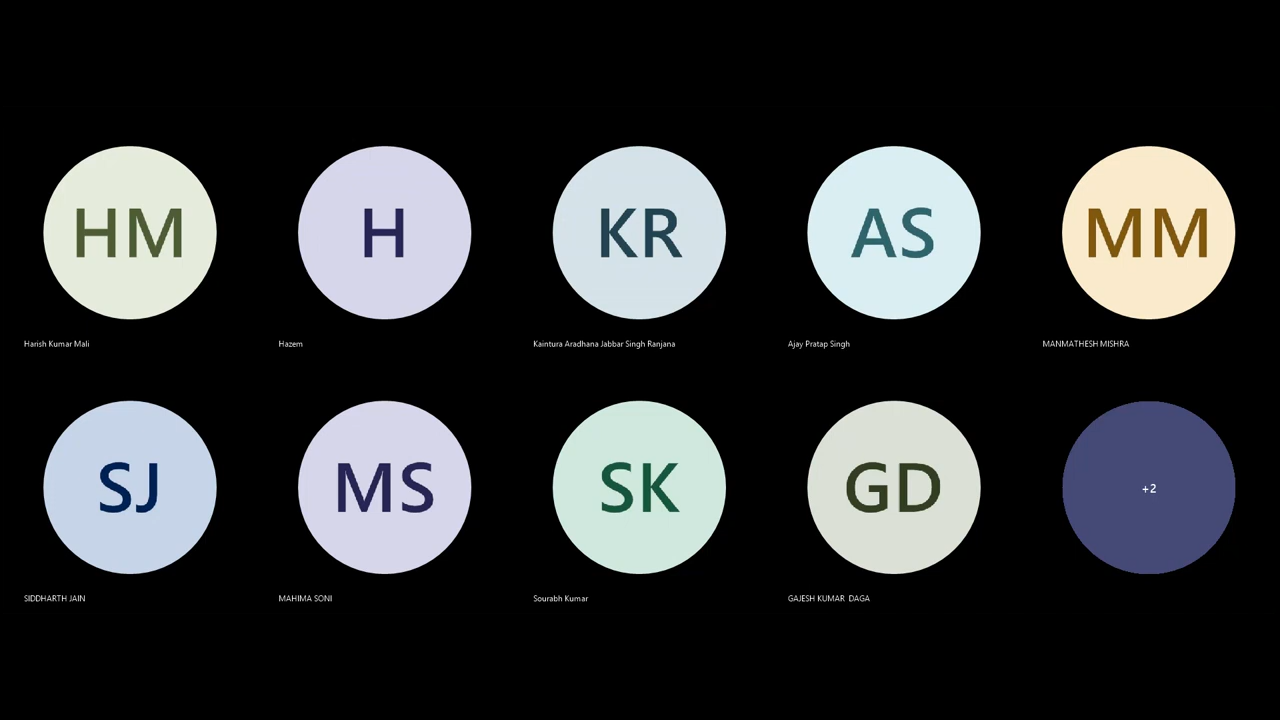 HM
H
KR
AS
MM
Harish Kumar Mali
Hazem
Kaintura Aradhana Jabbar Singh Ranjana
Ajay Pratap Singh
MANMATHESH MISHRA
SJ
MS
SK
GD
+2
SIDDHARTH JAIN
MAHIMA SONI
Sourabh Kumar
GAJESH KUMAR  DAGA